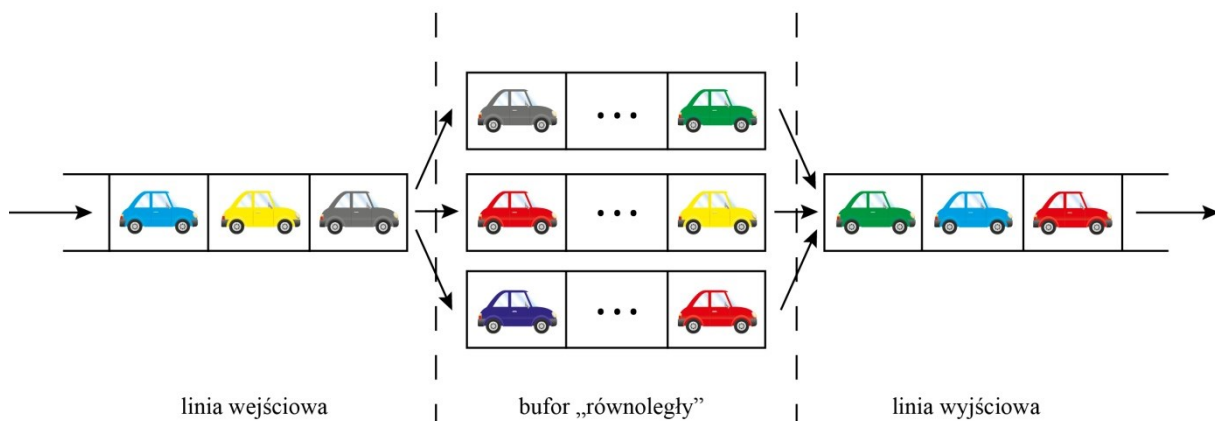 linia wejściowa
bufor „równoległy”
linia wyjściowa